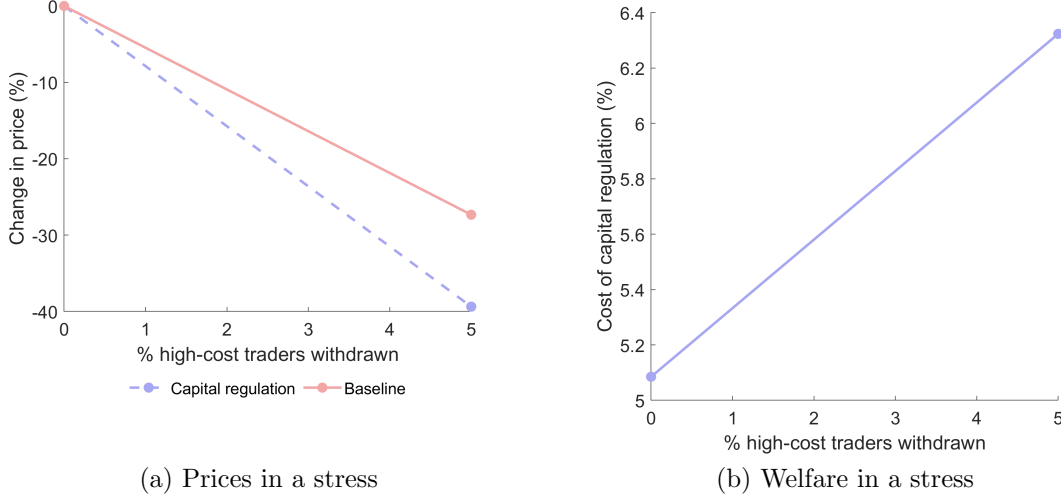 Change in price (%)
0
-10
-20
-30
-40
0 1 2 3 4 5
% high-cost traders withdrawn
Capital regulation Baseline
(a) Prices in a stress
Cost of capital regulation (%)
6.4
6.2
6
5.8
5.6
5.4
5.2
5
0 1 2 3 4 5
% high-cost traders withdrawn
(b) Welfare in a stress